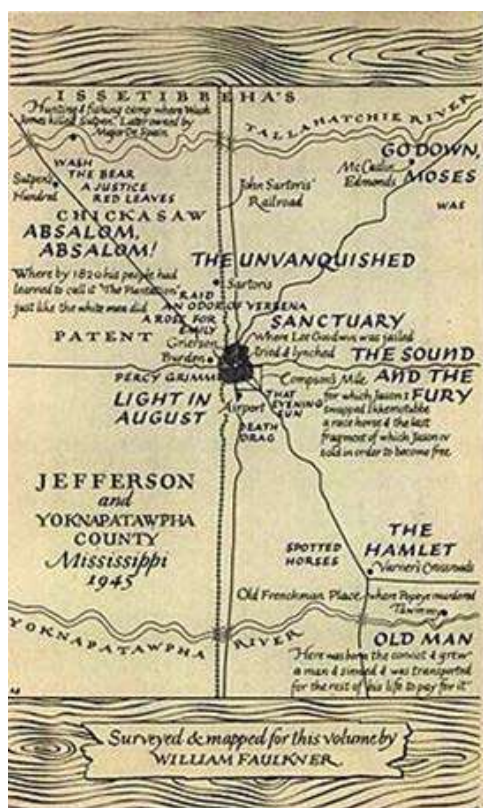 ISSETIBBEHA'S
"Hunting & fishing camp where Wash
Jones killed Sutpen. Later owned by
Major De Spain
TALLAHATCHIE RIVER
GO DOWN,
MOSES
McCaslin
Edmonds
WAS
WASH
THE BEAR
A JUSTICE
RED LEAVES
Sutpen's
Hundred
John Sartoris'
Railroad
CHICKASAW
ABSALOM,
ABSALOM!
THE UNVANQUISHED
"Where by 1820 his people had
learned to call it "The Plantation"
just like the white men did
Sartoris
RAID
AN ODOR OF VERBENA
A ROSE FOR
EMILY
SANCTUARY
Where Lee Goodwin was jailed
tried & lynched
PATENT
Grierson
Burden
THE SOUND
AND THE
FURY
PERCY GRIMM
Compson's Mile
for which Jason I
swapped Ikkemotubbe
a race horse & the last
fragment of which Jason IV
sold in order to become free
LIGHT IN
AUGUST
Airport
THAT
EVENING
SUN
DEATH
DRAG
JEFFERSON
and
YOKNAPATAWPHA
COUNTY
Mississippi
1945
THE
HAMLET
SPOTTED
HORSES
Varner's Crossroads
Old Frenchman Place, where Popeye murdered
Tawmmy
YOKNAPATAWPHA RIVER
OLD MAN
"Here was born the convict & grew
a man & sinned & was transported
for the rest of his life to pay for it"
Surveyed & mapped for this volume by
WILLIAM FAULKNER